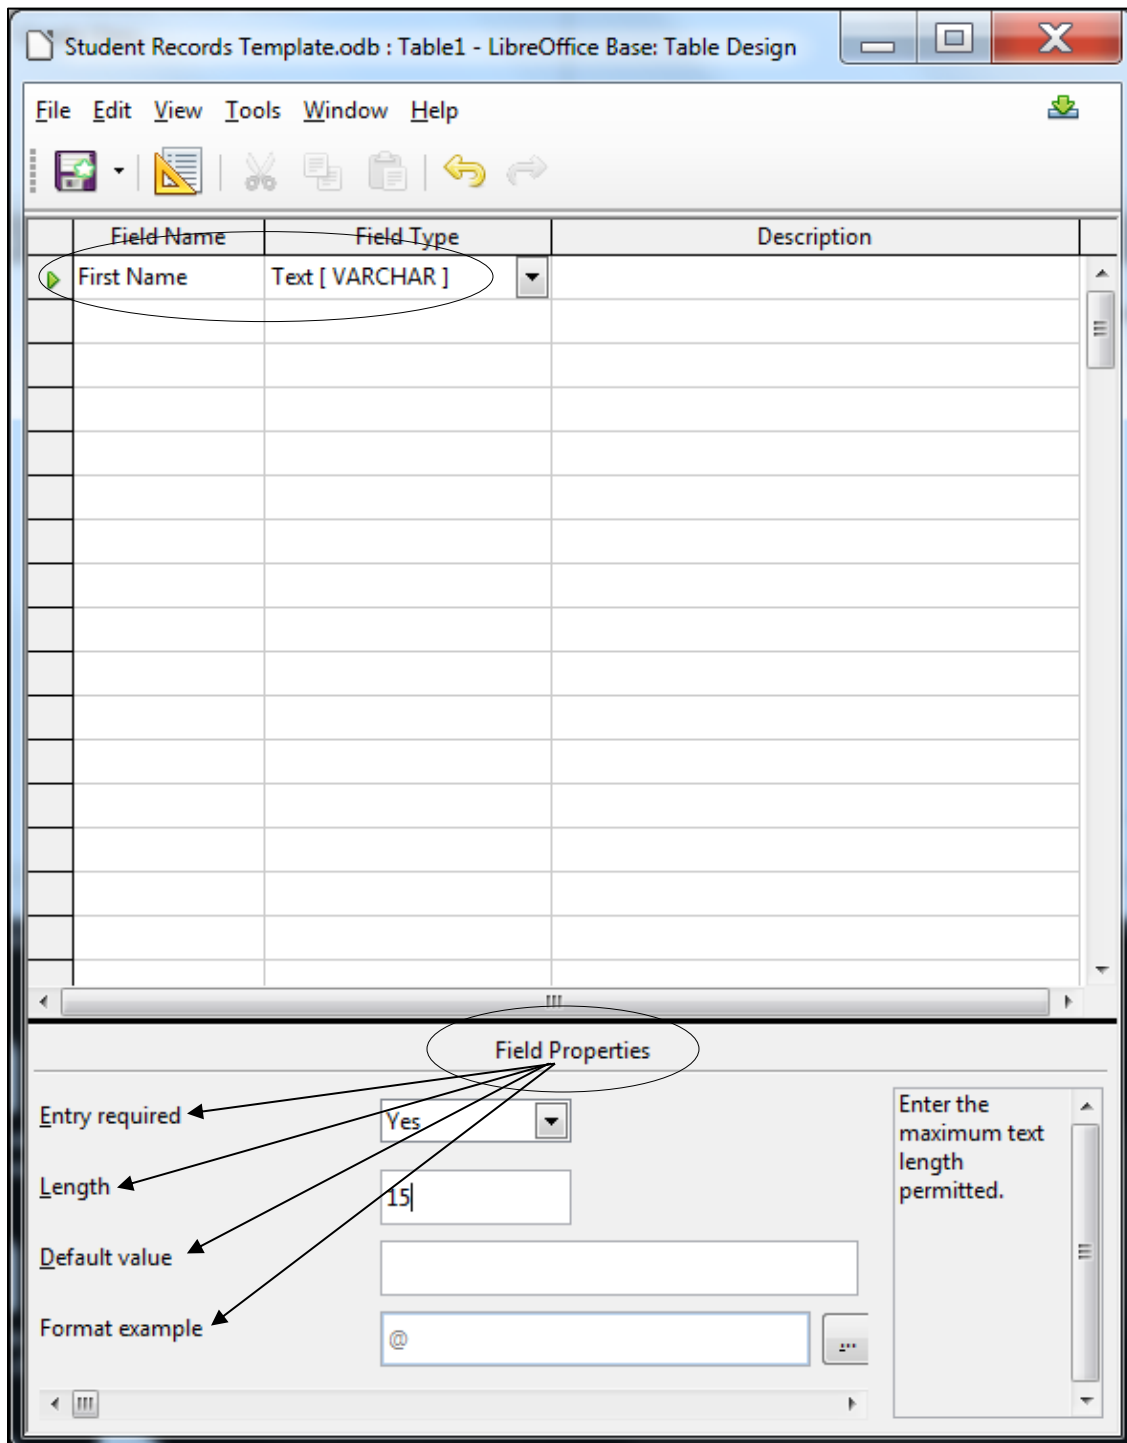 Student Records Template.odb : Table1 - LibreOffice Base: Table Design
File Edit View Tools Window Help
Field Name Field Type Description
First Name Text [ VARCHAR ]
Field Properties
Entry required Yes
Length 15
Default value
Format example @ ...
Enter the
maximum text
length
permitted.